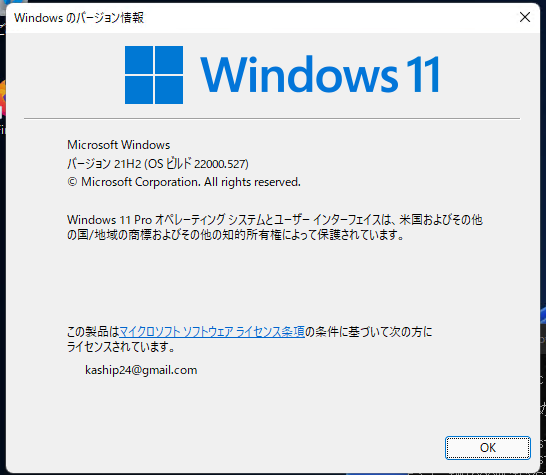 Windows のバージョン情報
Windows 11
Microsoft Windows
バージョン 21H2 (OS ビルド 22000.527)
© Microsoft Corporation. All rights reserved.
Windows 11 Pro オペレーティング システムとユーザー インターフェイスは、米国およびその他
の国/地域の商標およびその他の知的所有権によって保護されています。
この製品はマイクロソフト ソフトウェア ライセンス条項の条件に基づいて次の方に
ライセンスされています。
kaship24@gmail.com
OK